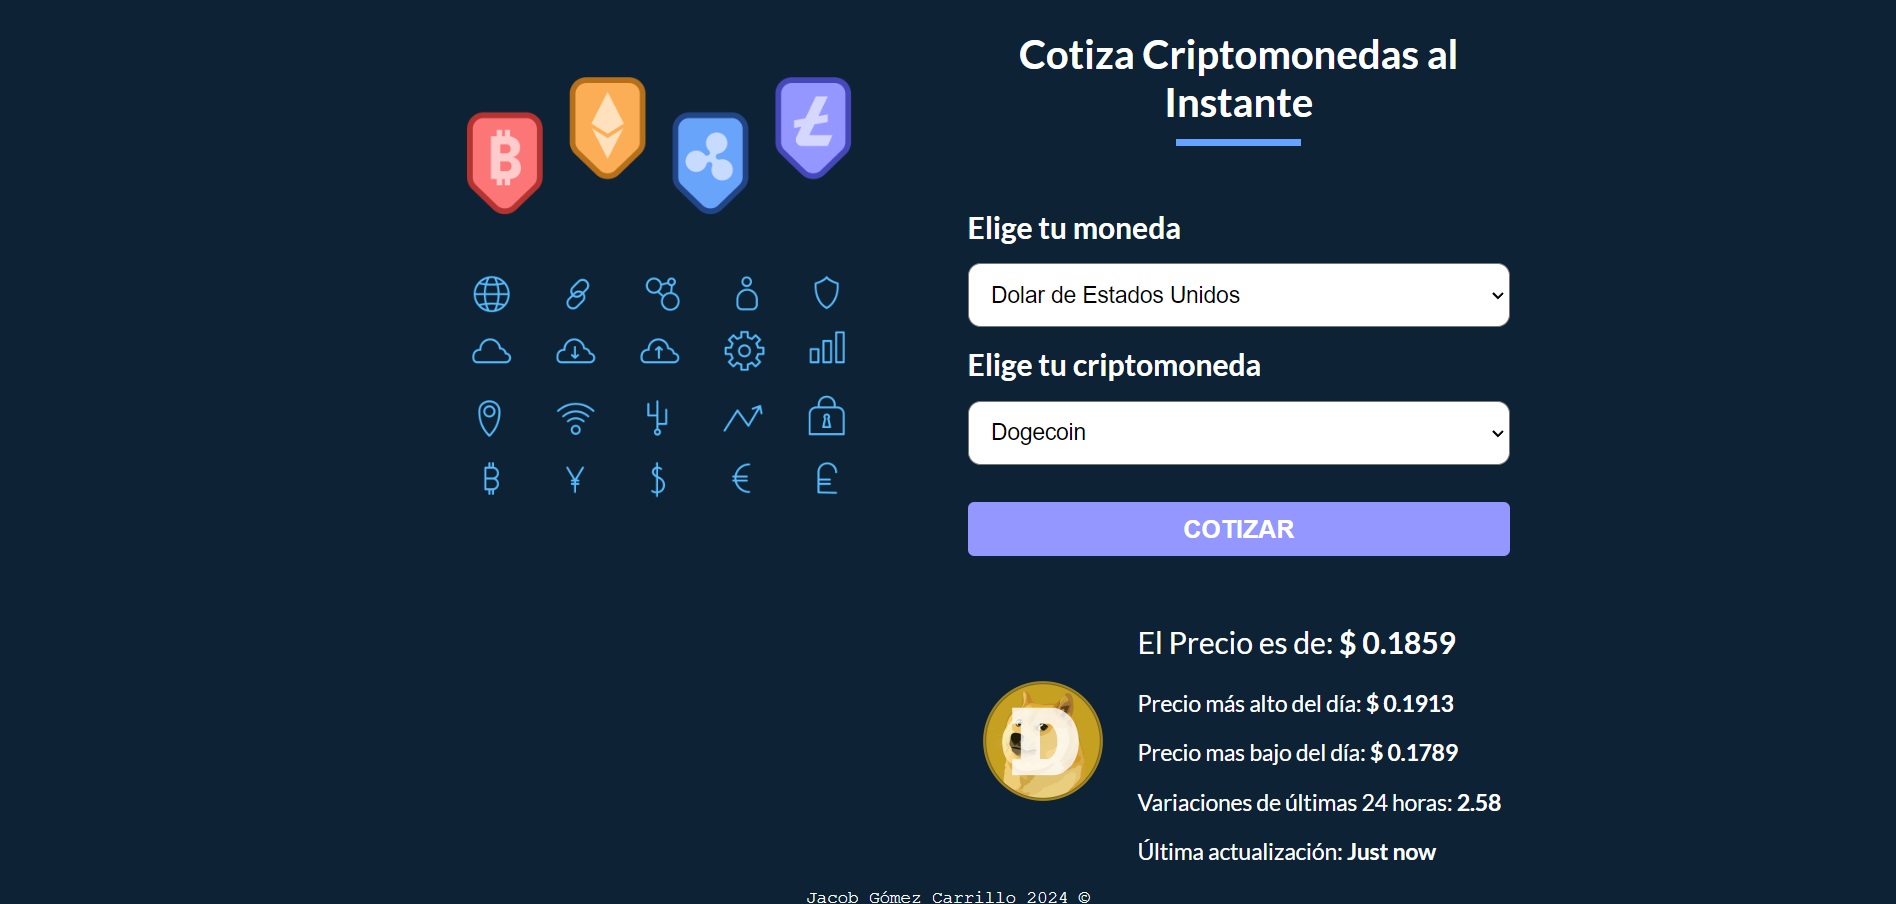 Cotiza Criptomonedas al
Instante
Elige tu moneda
Dolar de Estados Unidos
Elige tu criptomoneda
Dogecoin
COTIZAR
El Precio es de: $ 0.1859
Precio más alto del día: $ 0.1913
Precio mas bajo del día: $ 0.1789
Variaciones de últimas 24 horas: 2.58
Última actualización: Just now
Jacob Gómez Carrillo 2024 ©